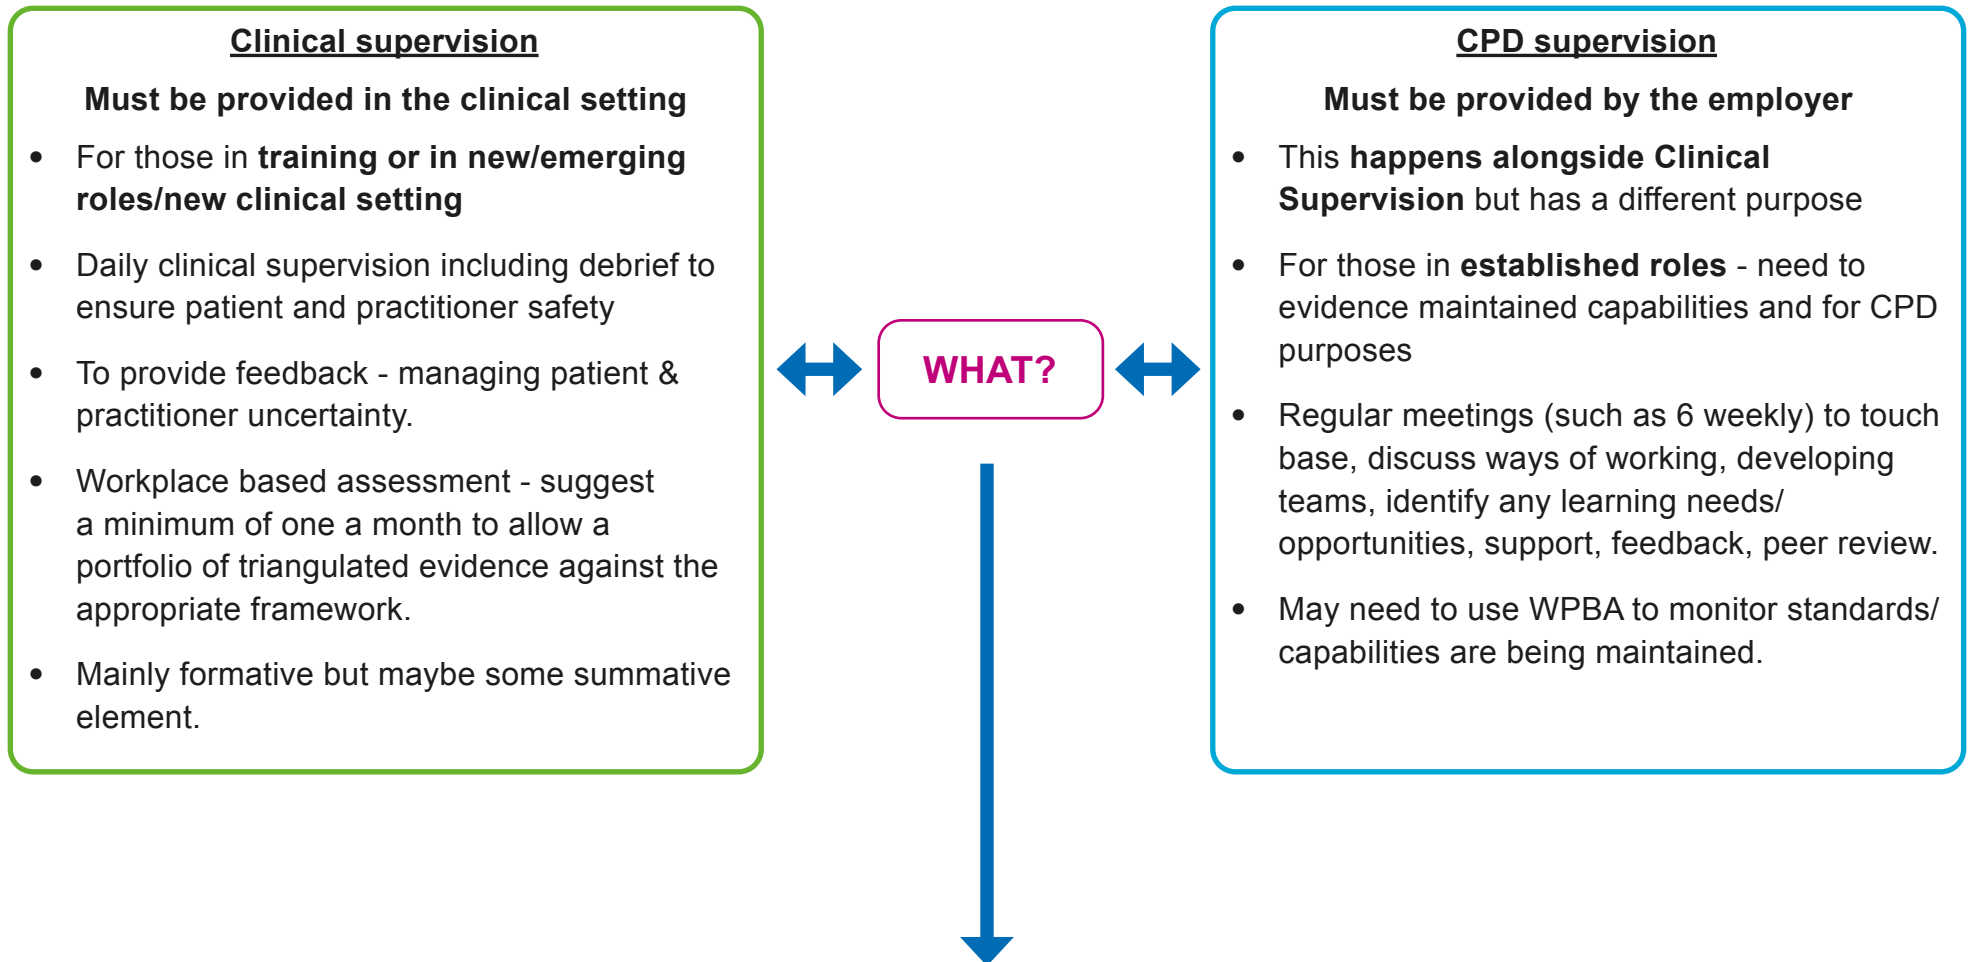 Clinical supervision
Must be provided in the clinical setting
• For those in training or in new/emerging
roles/new clinical setting
• Daily clinical supervision including debrief to
ensure patient and practitioner safety
• To provide feedback - managing patient &
practitioner uncertainty.
• Workplace based assessment - suggest
a minimum of one a month to allow a
portfolio of triangulated evidence against the
appropriate framework.
• Mainly formative but maybe some summative
element.
WHAT?
CPD supervision
Must be provided by the employer
• This happens alongside Clinical
Supervision but has a different purpose
• For those in established roles - need to
evidence maintained capabilities and for CPD
purposes
• Regular meetings (such as 6 weekly) to touch
base, discuss ways of working, developing
teams, identify any learning needs/
opportunities, support, feedback, peer review.
• May need to use WPBA to monitor standards/
capabilities are being maintained.